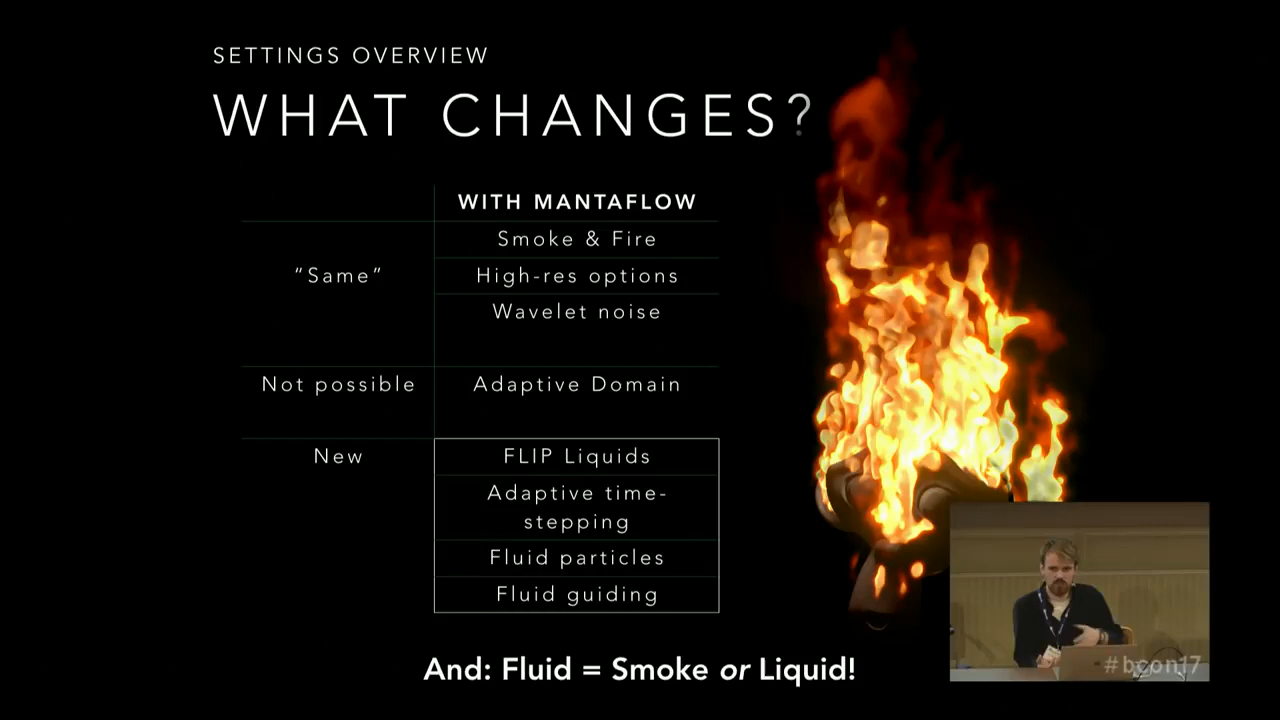 SETTINGS OVERVIEW
WHAT CHANGES?
WITH MANTAFLOW
"Same"
Smoke & Fire
High-res options
Wavelet noise
Not possible
Adaptive Domain
New
FLIP Liquids
Adaptive time-
stepping
Fluid particles
Fluid guiding
And: Fluid = Smoke or Liquid!
#bcon17